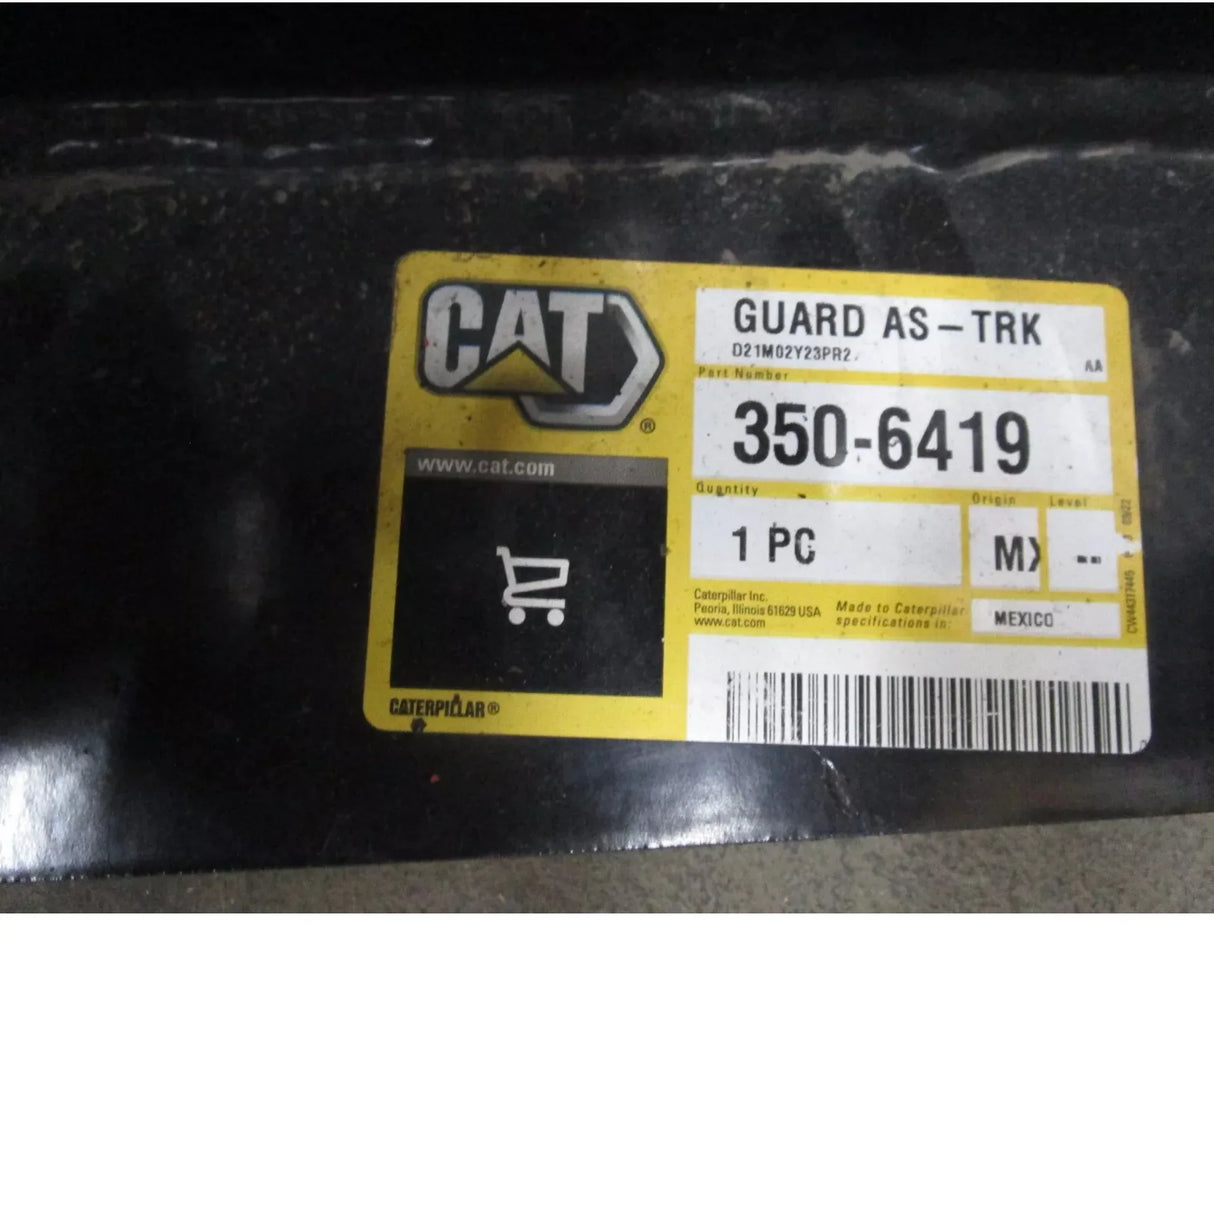 CAT
®
GUARD AS-TRK
D21M02Y23PR2.
AA
Part Number
350-6419
www.cat.com
Quantity
Origin
Level
1 PC
MX
--
Caterpillar Inc.
Peoria, Illinois 61629 USA
www.cat.com
Made to Caterpillar
specifications in:
MEXICO
CATERPILLAR®